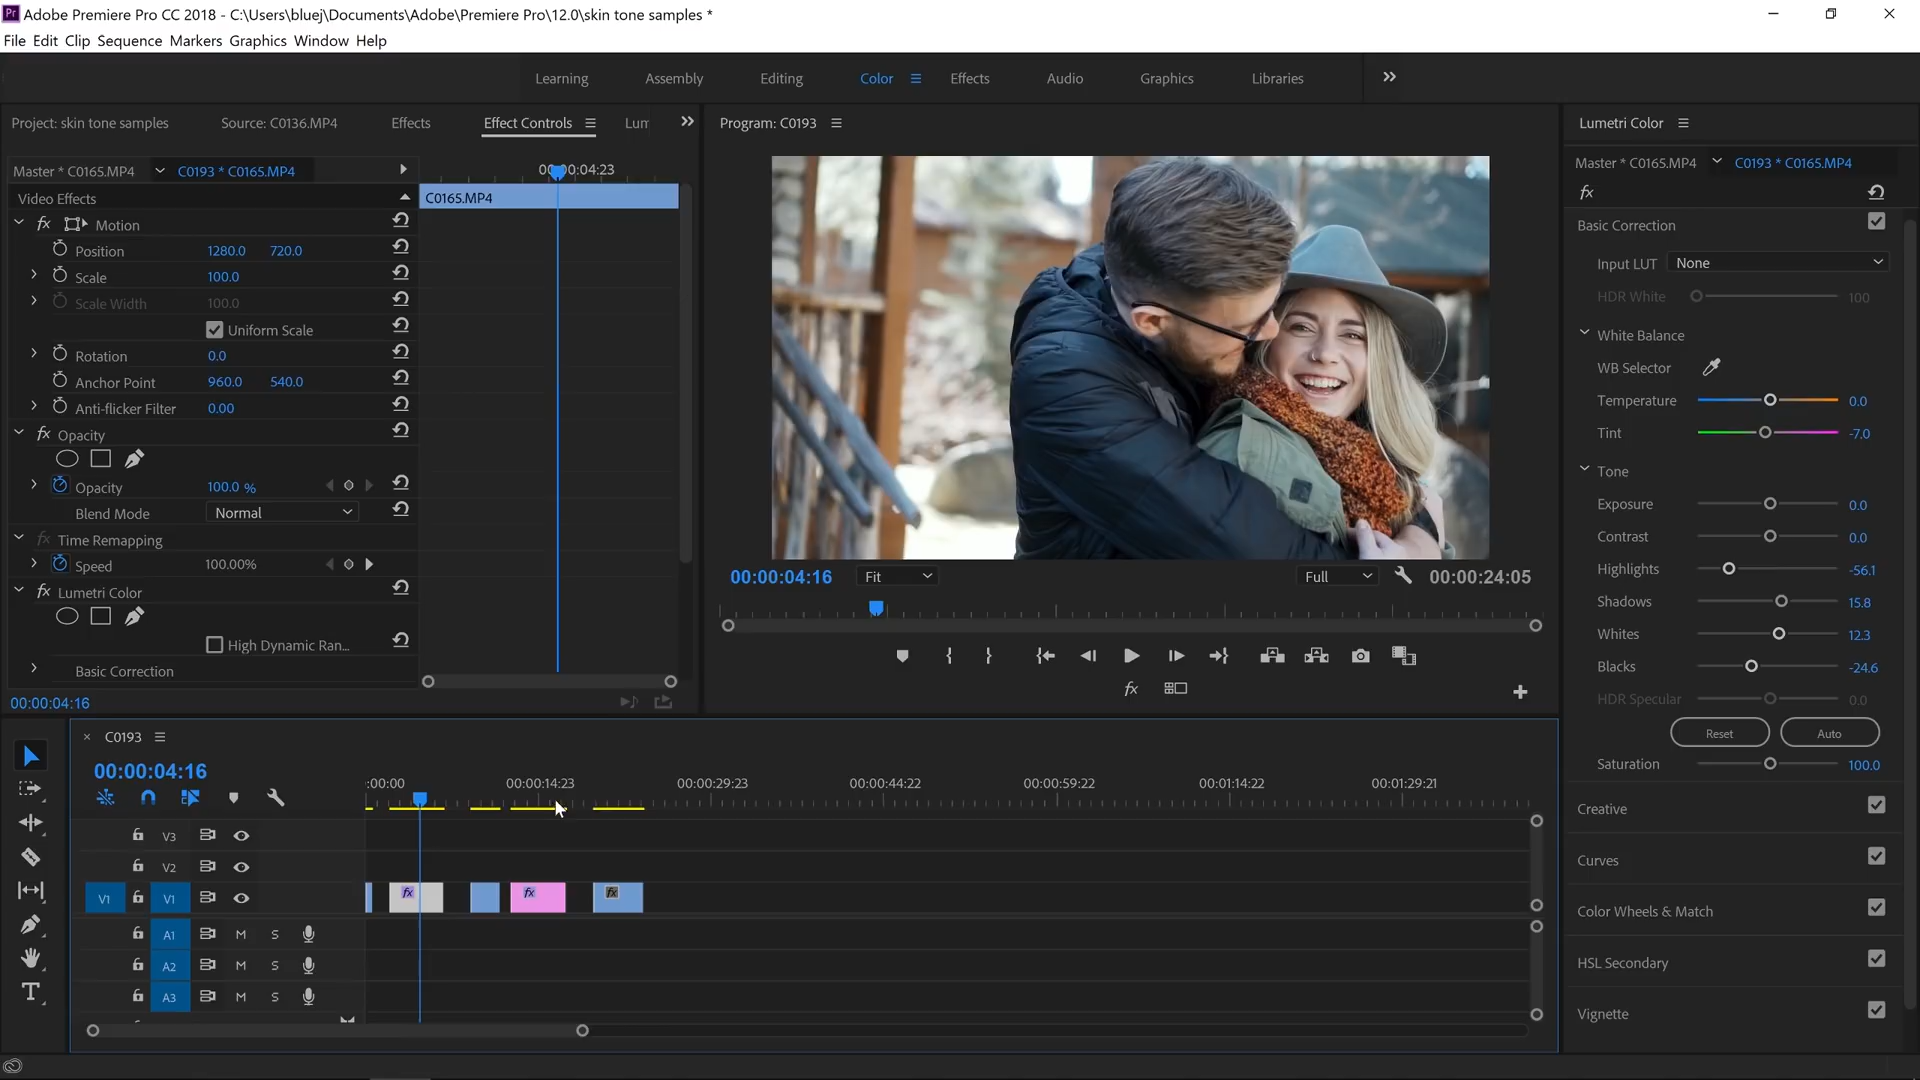 Adobe Premiere Pro CC 2018 - C:\Users\bluej\Documents\Adobe\Premiere Pro\12.0\skin tone samples *
File Edit Clip Sequence Markers Graphics Window Help
Learning Assembly Editing Color Effects Audio Graphics Libraries
Project: skin tone samples Source: C0136.MP4 Effects Effect Controls Lum
Program: C0193
Lumetri Color
Master * C0165.MP4 C0193 * C0165.MP4
00:00:04:23
Video Effects
C0165.MP4
fx Motion
Position 1280.0 720.0
Scale 100.0
Scale Width 100.0
Uniform Scale
Rotation 0.0
Anchor Point 960.0 540.0
Anti-flicker Filter 0.00
fx Opacity
Opacity 100.0 %
Blend Mode Normal
fx Time Remapping
Speed 100.00%
fx Lumetri Color
High Dynamic Ran...
Basic Correction
00:00:04:16
00:00:04:16 Fit Full 00:00:24:05
fx
Master * C0165.MP4 C0193 * C0165.MP4
fx
Basic Correction
Input LUT None
HDR White 100
White Balance
WB Selector
Temperature 0.0
Tint -7.0
Tone
Exposure 0.0
Contrast 0.0
Highlights -56.1
Shadows 15.8
Whites 12.3
Blacks -24.6
HDR Specular 0.0
Reset Auto
Saturation 100.0
Creative
Curves
Color Wheels & Match
HSL Secondary
Vignette
× C0193
00:00:04:16
:00:00 00:00:14:23 00:00:29:23 00:00:44:22 00:00:59:22 00:01:14:22 00:01:29:21
V3
V2
V1 V1 fx fx fx
A1 M S
A2 M S
A3 M S